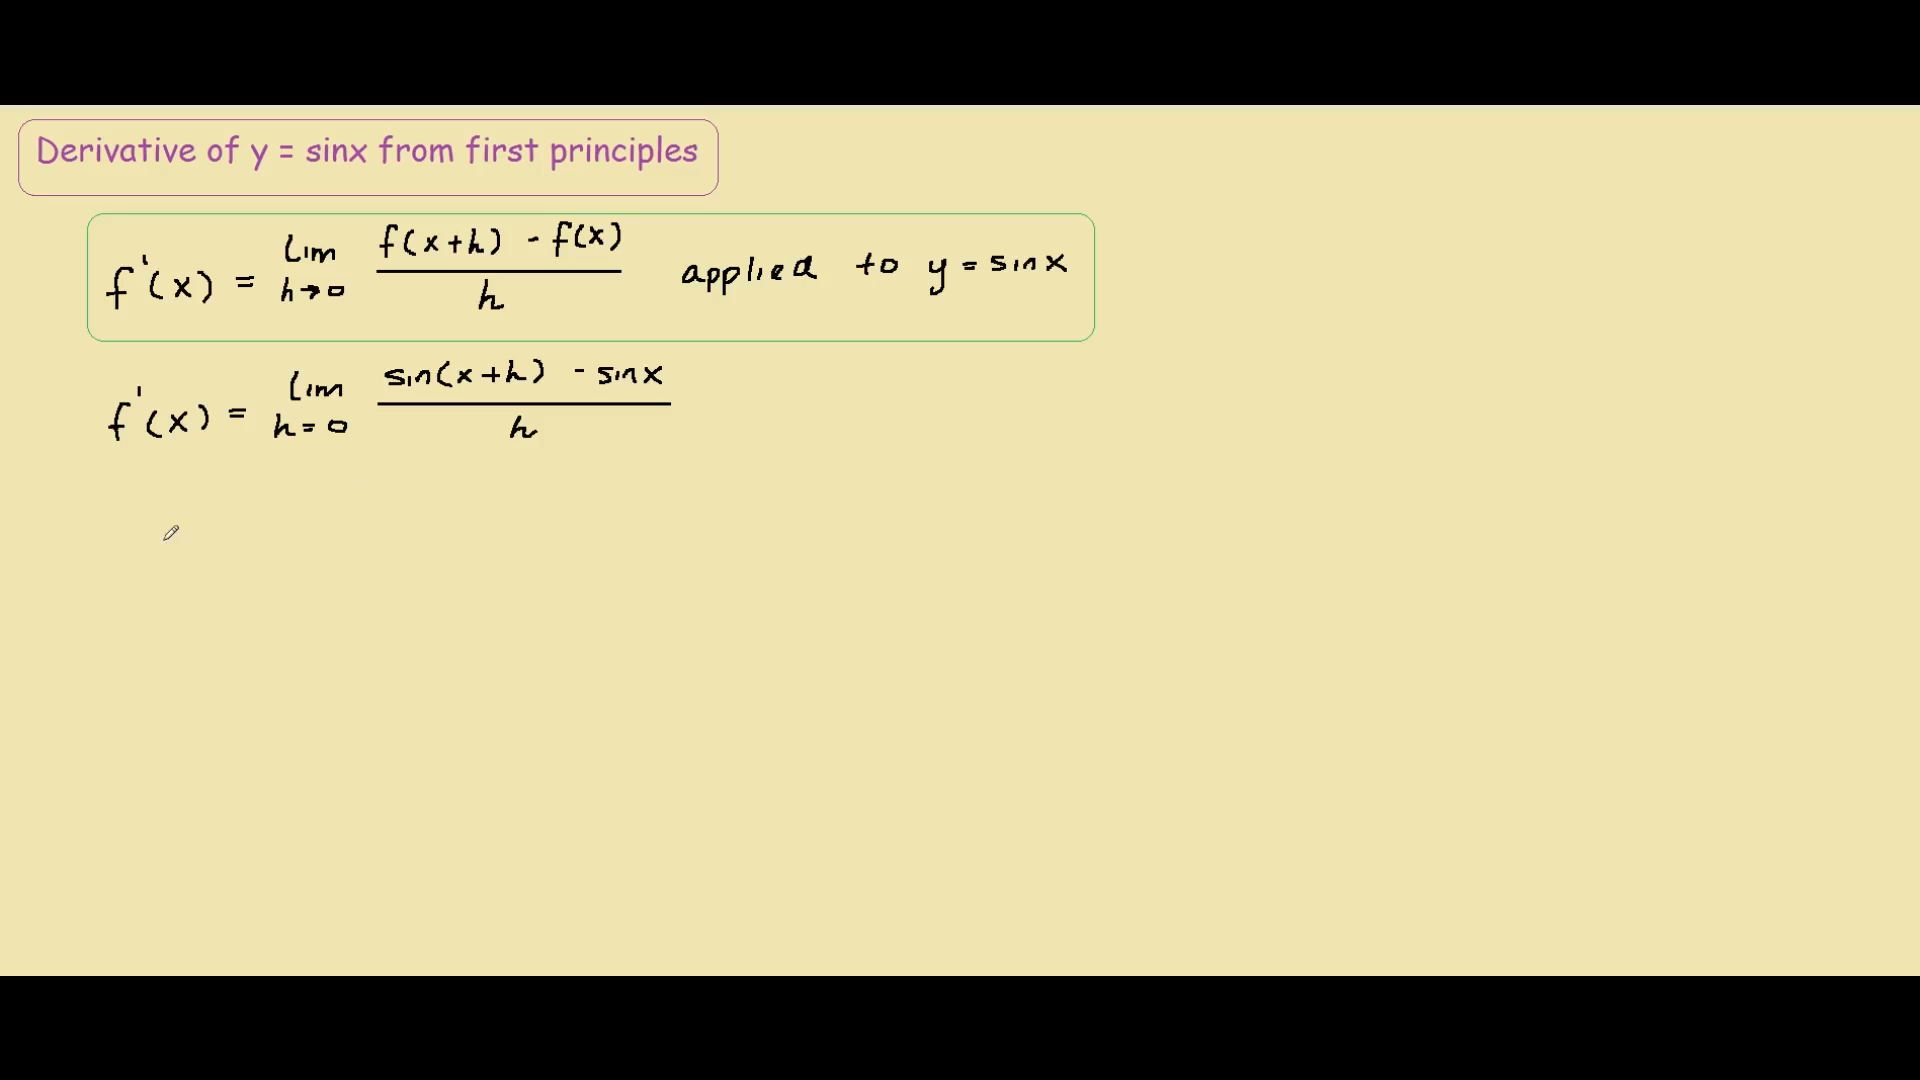 Derivative of y = sinx from first principles
f'(x) = lim h→0 f(x+h) - f(x) / h applied to y = sinx
f'(x) = lim h=0 sin(x+h) - sinx / h